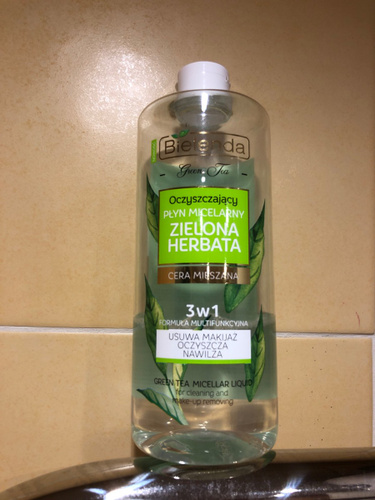 Bielenda
Green Tea
Oczyszczający
PŁYN MICELARNY
ZIELONA
HERBATA
CERA MIESZANA
3w1
FORMUŁA MULTIFUNKCYJNA
USUWA MAKIJAŻ
OCZYSZCZA
NAWILŻA
GREEN TEA MICELLAR LIQUID
for cleaning and
make-up removing